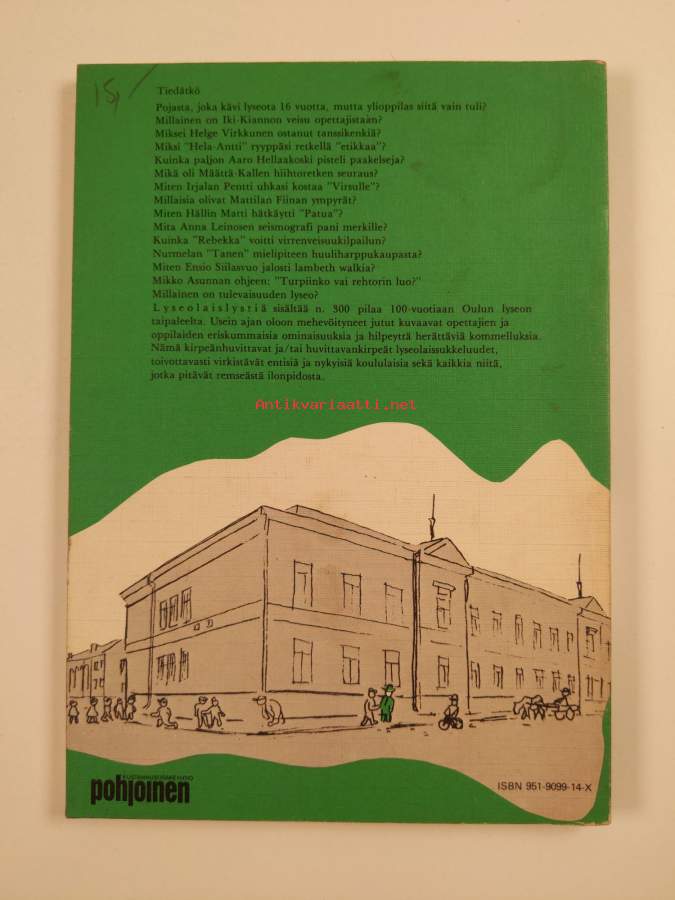 15,
Tiedätkö
Pojasta, joka kävi lyseota 16 vuotta, mutta ylioppilas siitä vain tuli?
Millainen on Iki-Kiannon veisu opettajistaan?
Miksei Helge Virkkunen ostanut tanssikenkiä?
Miksi "Hela-Antti" ryyppäsi retkellä "etikkaa"?
Kuinka paljon Aaro Hellaakoski pisteli paakelseja?
Mikä oli Määttä-Kallen hiihtoretken seuraus?
Miten Irjalan Pentti uhkasi kostaa "Virsulle"?
Millaisia olivat Mattilan Fiinan ympyrät?
Miten Hällin Matti hätkäytti "Patua"?
Mita Anna Leinosen seismografi pani merkille?
Kuinka "Rebekka" voitti virrenveisuukilpailun?
Nurmelan "Tanen" mielipiteen huuliharppukaupasta?
Miten Ensio Siilasvuo jalosti lambeth walkia?
Mikko Asunnan ohjeen: "Turpiinko vai rehtorin luo?"
Millainen on tulevaisuuden lyseo?
Lyseolaislystiä sisältää n. 300 pilaa 100-vuotiaan Oulun lyseon
taipaleelta. Usein ajan oloon mehevöityneet jutut kuvaavat opettajien ja
oppilaiden eriskummaisia ominaisuuksia ja hilpeyttä herättäviä kommelluksia.
Nämä kirpeänhuvittavat ja/tai huvittavankirpeät lyseolaissukkeluudet,
toivottavasti virkistävät entisiä ja nykyisiä koululaisia sekä kaikkia niitä,
jotka pitävät remseästä ilonpidosta.
Antikvariaatti.net
KUSTANNUSOSAKEYHTIÖ
pohjoinen
ISBN 951-9099-14-X